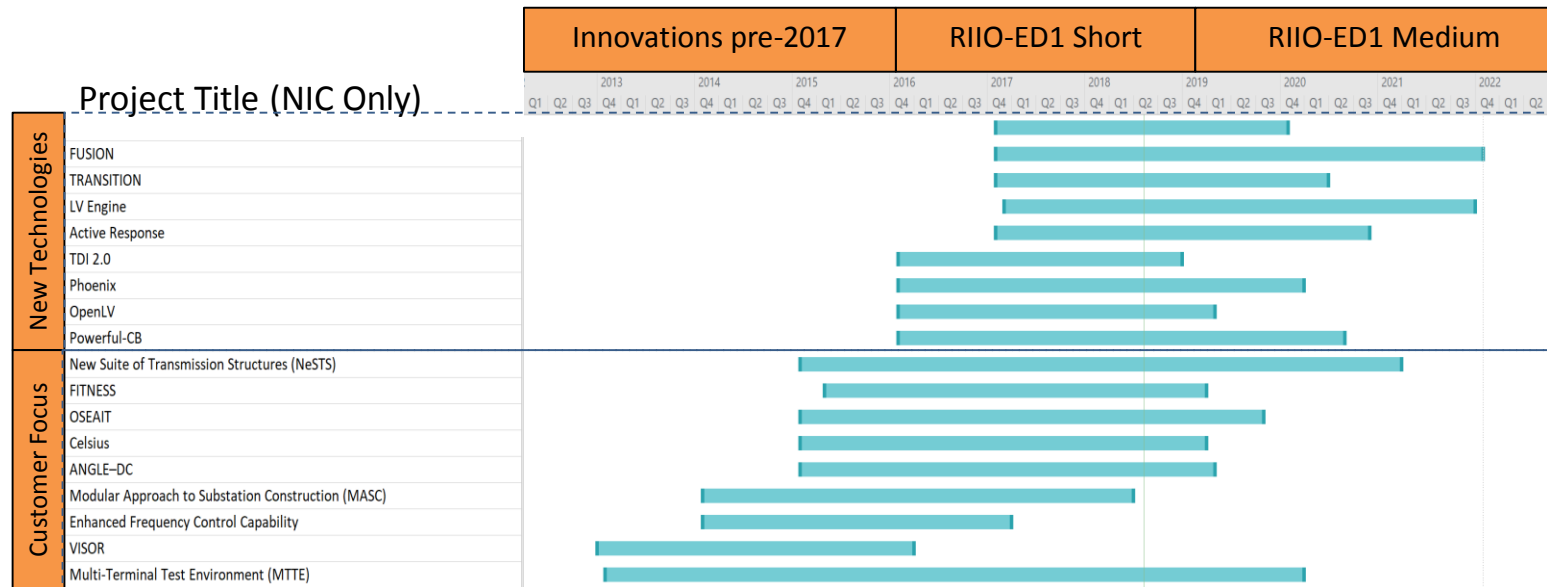 Innovations pre-2017
RIIO-ED1 Short
RIIO-ED1 Medium
Project Title (NIC Only)
2013 2014 2015 2016 2017 2018 2019 2020 2021 2022
Q1 Q2 Q3 Q4 Q1 Q2 Q3 Q4 Q1 Q2 Q3 Q4 Q1 Q2 Q3 Q4 Q1 Q2 Q3 Q4 Q1 Q2 Q3 Q4 Q1 Q2 Q3 Q4 Q1 Q2 Q3 Q4 Q1 Q2 Q3 Q4 Q1 Q2 Q3 Q4 Q1 Q2
New Technologies
FUSION
TRANSITION
LV Engine
Active Response
TDI 2.0
Phoenix
OpenLV
Powerful-CB
Customer Focus
New Suite of Transmission Structures (NeSTS)
FITNESS
OSEAIT
Celsius
ANGLE–DC
Modular Approach to Substation Construction (MASC)
Enhanced Frequency Control Capability
VISOR
Multi-Terminal Test Environment (MTTE)